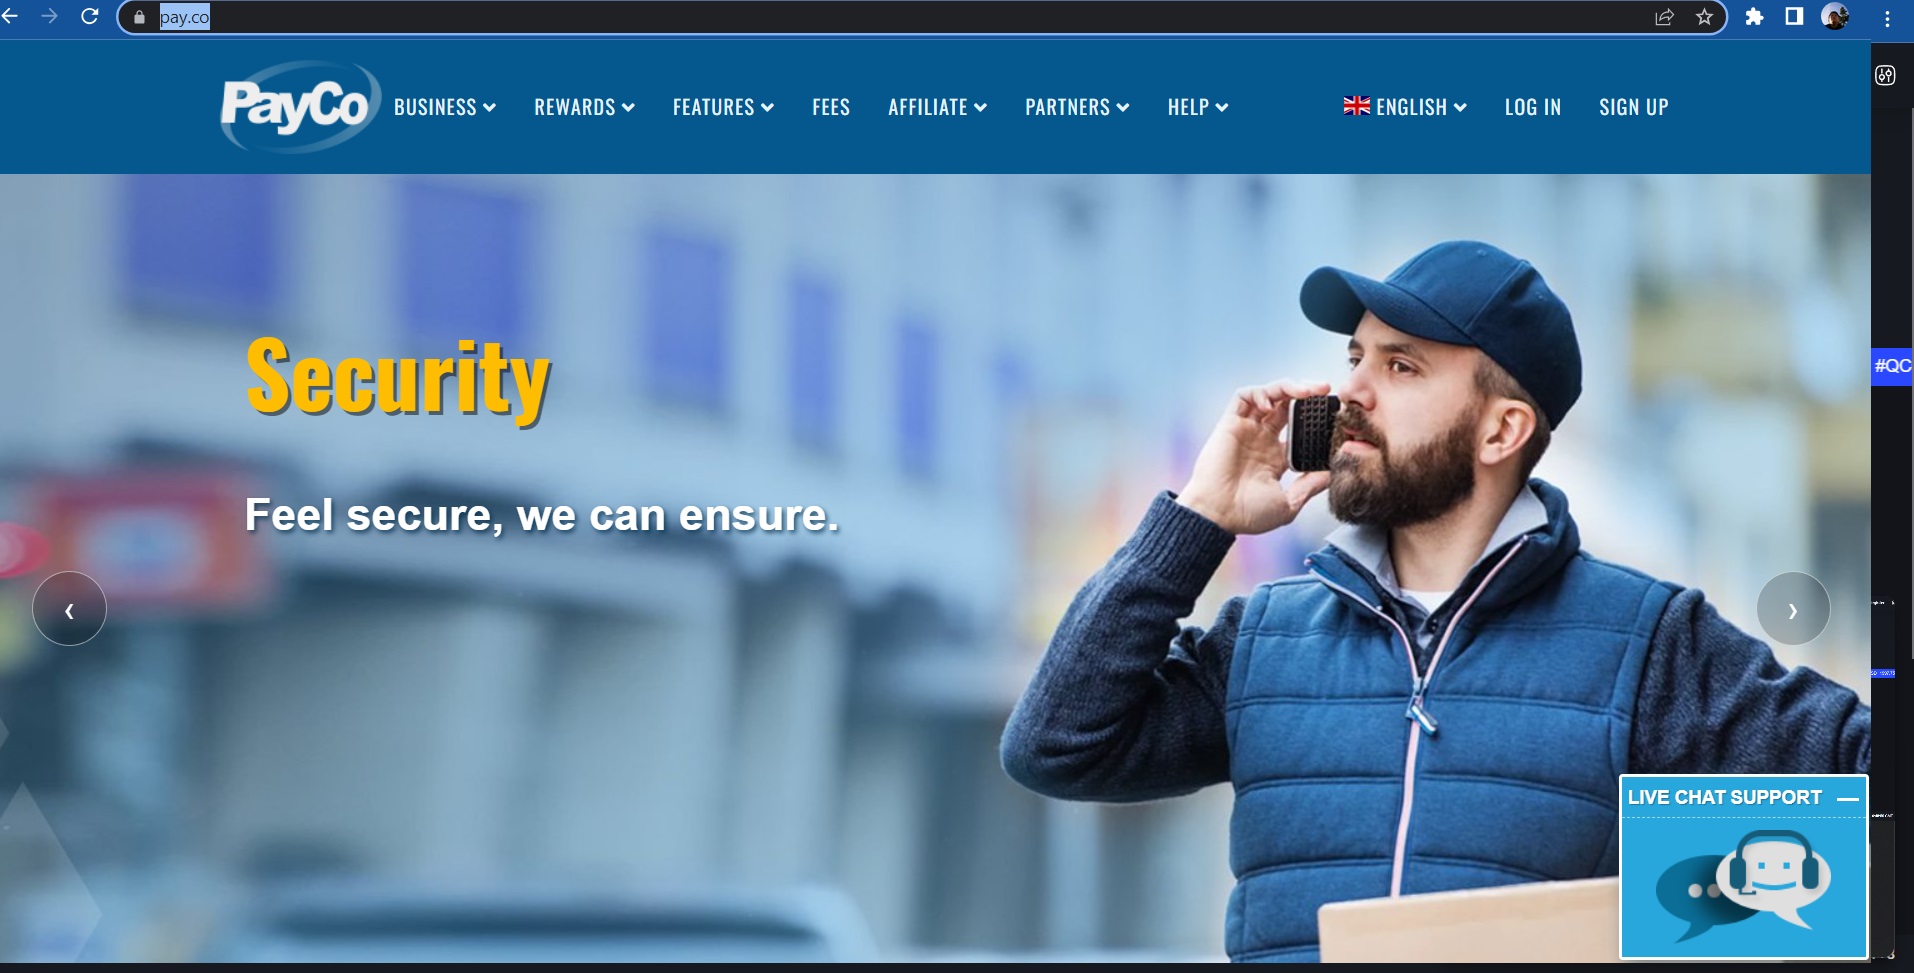 pay.co
PayCo
BUSINESS
REWARDS
FEATURES
FEES
AFFILIATE
PARTNERS
HELP
ENGLISH
LOG IN
SIGN UP
Security
Feel secure, we can ensure.
#QC
LIVE CHAT SUPPORT